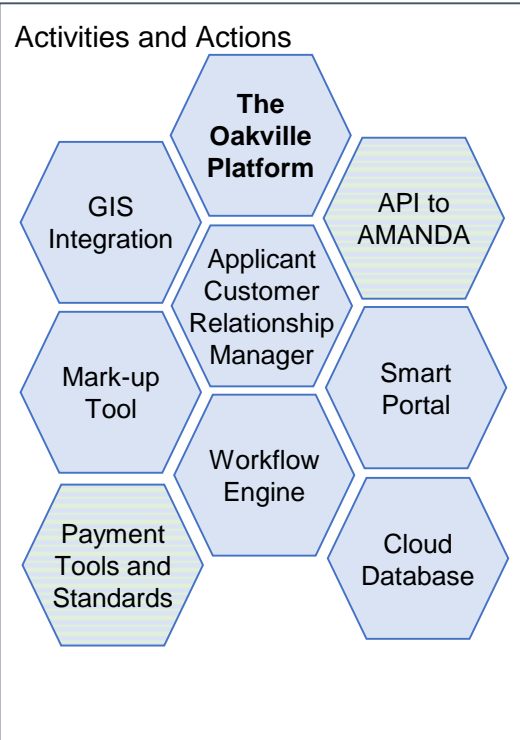 Activities and Actions
The
Oakville
Platform
GIS
Integration
API to
AMANDA
Applicant
Customer
Relationship
Manager
Mark-up
Tool
Smart
Portal
Workflow
Engine
Payment
Tools and
Standards
Cloud
Database